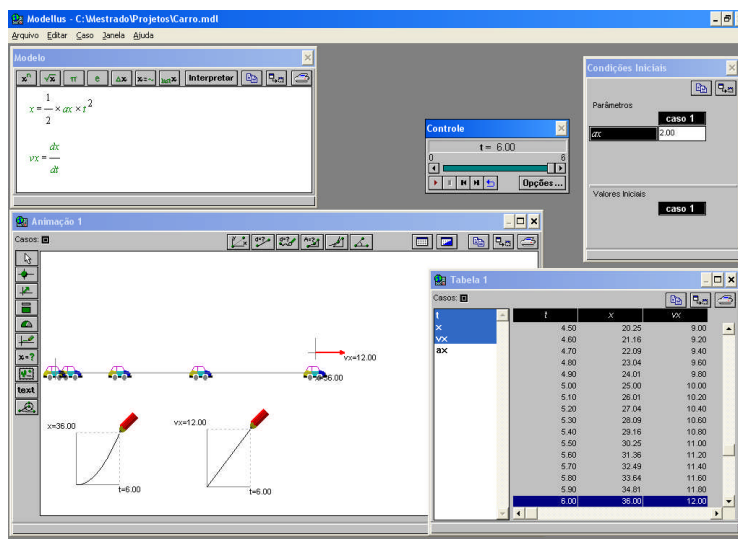 Modellus - C:\Mestrado\Projetos\Carro.mdl
Arquivo Editar Caso Janela Ajuda
Modelo
xⁿ √x π e Δx Interpretar
x = 1/2 × ax × t²
vx = dx/dt
Controle
t = 6.00
0 6
Opções...
Condições Iniciais
Parâmetros
caso 1
ax 2.00
Valores Iniciais
caso 1
Animação 1
Casos:
x=?
text
vx=12.00
x=36.00
x=36.00
t=6.00
vx=12.00
t=6.00
Tabela 1
Casos:
t
x
vx
ax
t x vx
4.50 20.25 9.00
4.60 21.16 9.20
4.70 22.09 9.40
4.80 23.04 9.60
4.90 24.01 9.80
5.00 25.00 10.00
5.10 26.01 10.20
5.20 27.04 10.40
5.30 28.09 10.60
5.40 29.16 10.80
5.50 30.25 11.00
5.60 31.36 11.20
5.70 32.49 11.40
5.80 33.64 11.60
5.90 34.81 11.80
6.00 36.00 12.00